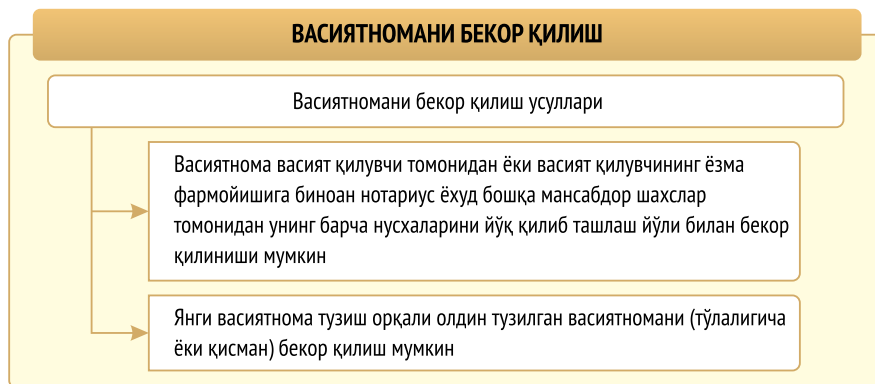 ВАСИЯТНОМАНИ БЕКОР ҚИЛИШ
Васиятномани бекор қилиш усуллари
Васиятнома васият қилувчи томонидан ёки васият қилувчининг ёзма
фармойишига биноан нотариус ёхуд бошқа мансабдор шахслар
томонидан унинг барча нусхаларини йўқ қилиб ташлаш йўли билан бекор
қилиниши мумкин
Янги васиятнома тузиш орқали олдин тузилган васиятномани (тўлалигича
ёки қисман) бекор қилиш мумкин